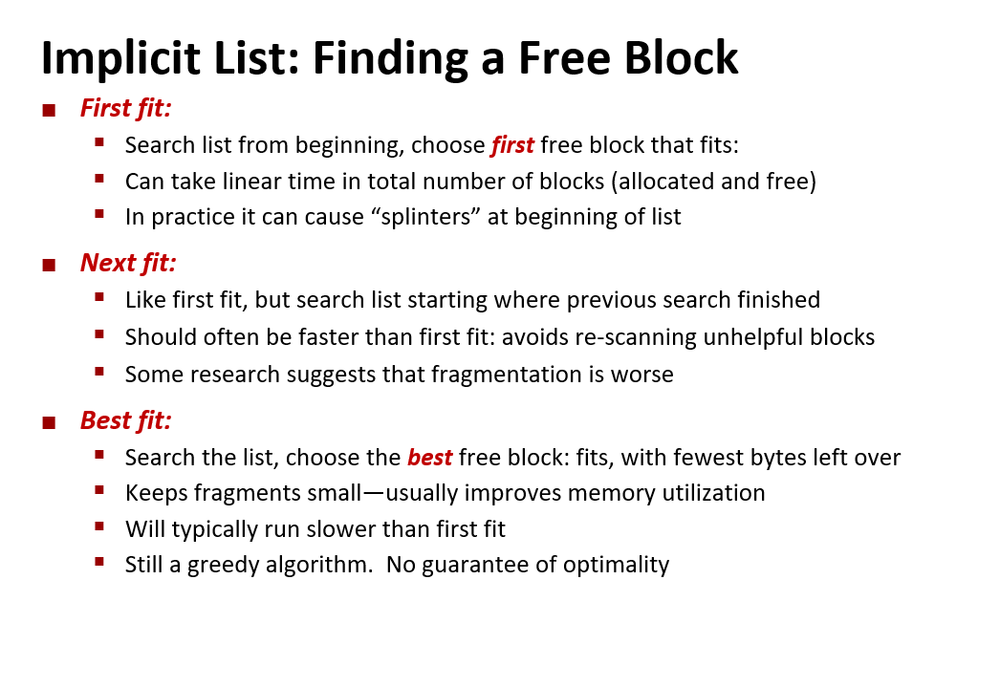 Implicit List: Finding a Free Block
First fit:
Search list from beginning, choose first free block that fits:
Can take linear time in total number of blocks (allocated and free)
In practice it can cause “splinters” at beginning of list
Next fit:
Like first fit, but search list starting where previous search finished
Should often be faster than first fit: avoids re-scanning unhelpful blocks
Some research suggests that fragmentation is worse
Best fit:
Search the list, choose the best free block: fits, with fewest bytes left over
Keeps fragments small—usually improves memory utilization
Will typically run slower than first fit
Still a greedy algorithm.  No guarantee of optimality